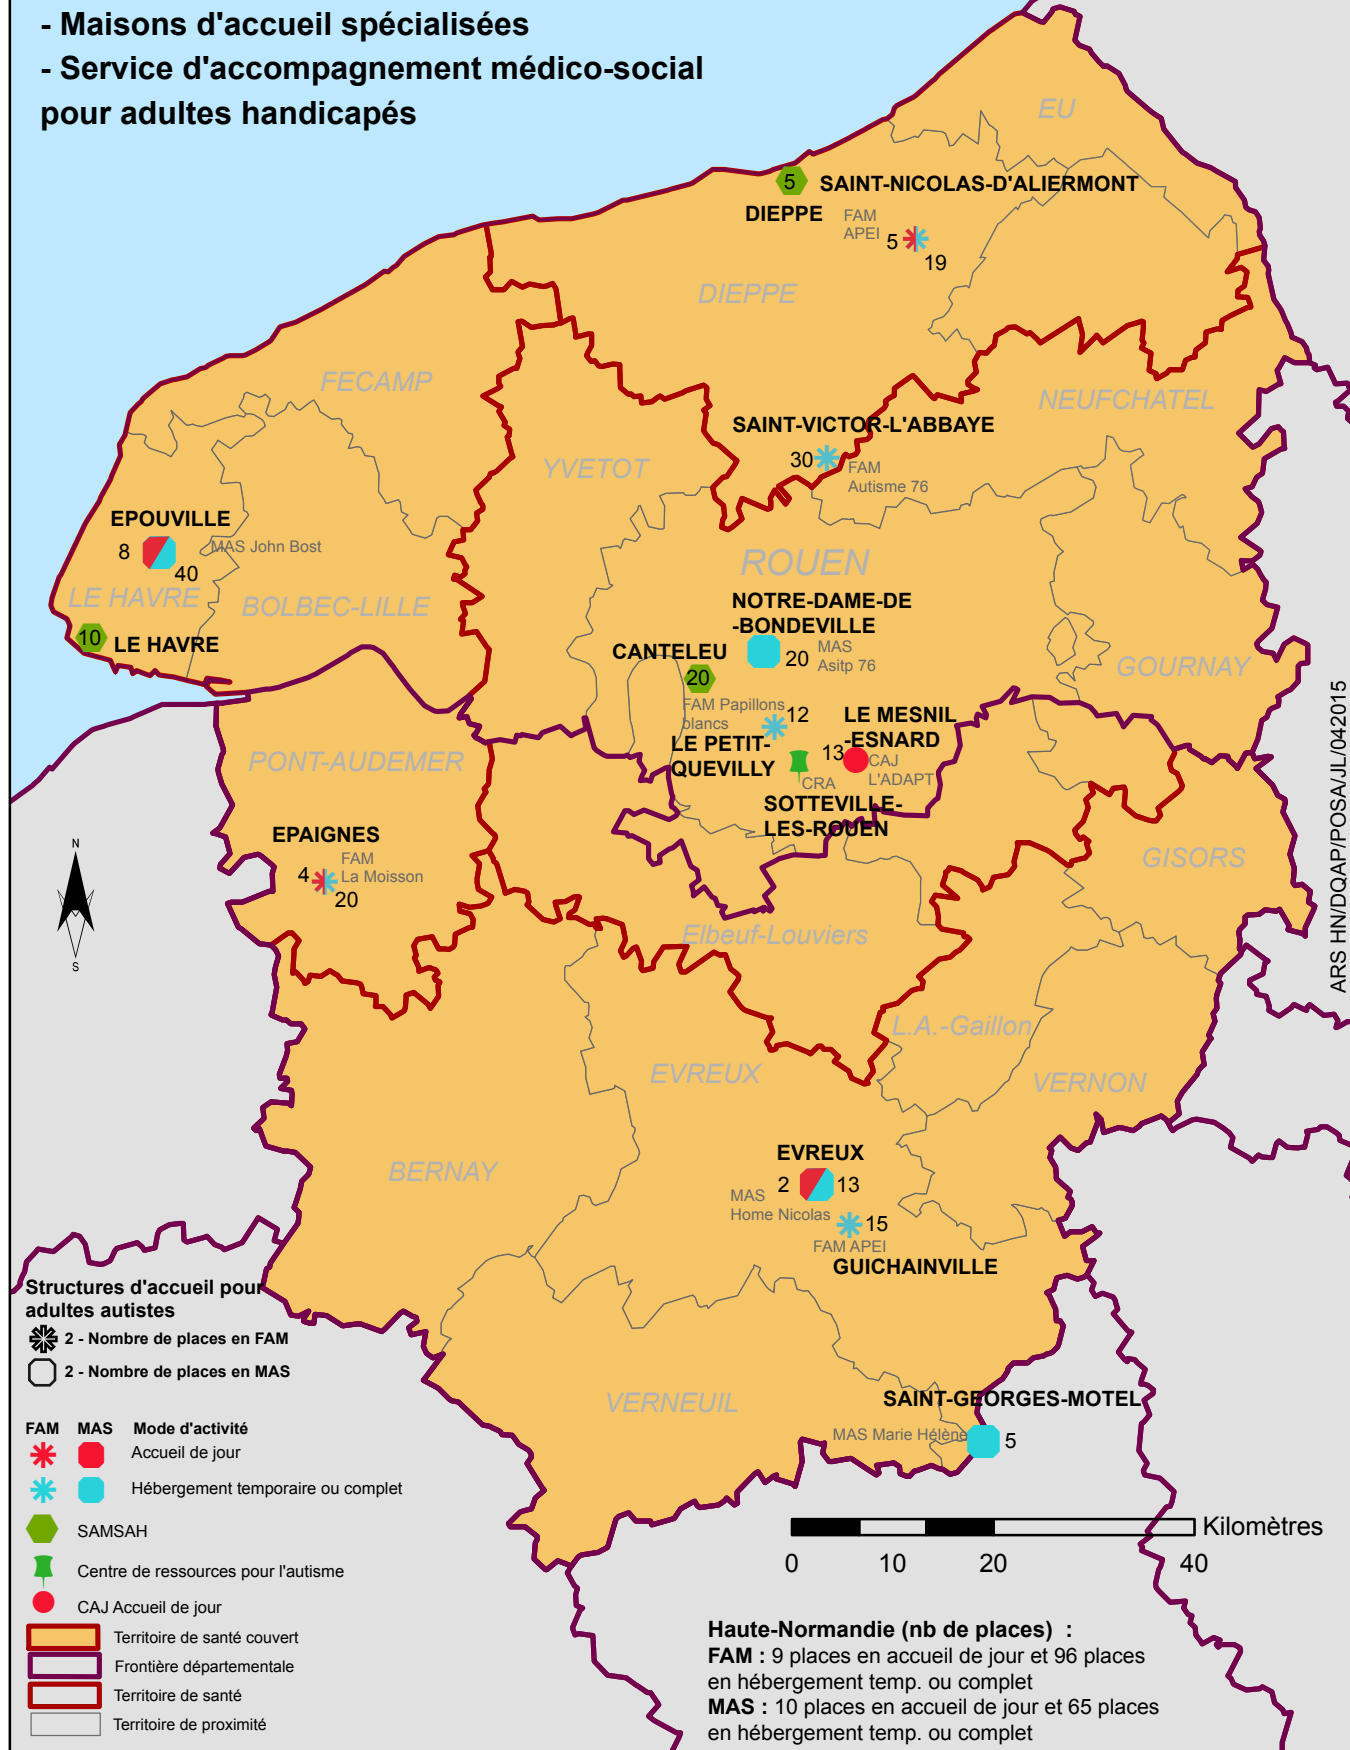 - Maisons d'accueil spécialisées
- Service d'accompagnement médico-social
pour adultes handicapés
EU
5
SAINT-NICOLAS-D'ALIERMONT
DIEPPE
FAM
APEI
5
19
DIEPPE
FECAMP
NEUFCHATEL
SAINT-VICTOR-L'ABBAYE
30
FAM
Autisme 76
YVETOT
EPOUVILLE
8
MAS John Bost
40
LE HAVRE
BOLBEC-LILLE
10
LE HAVRE
ROUEN
NOTRE-DAME-DE
-BONDEVILLE
20
MAS
Asitp 76
CANTELEU
20
GOURNAY
FAM Papillons
blancs
12
LE PETIT-
QUEVILLY
LE MESNIL
-ESNARD
13
CAJ
L'ADAPT
CRA
SOTTEVILLE-
LES-ROUEN
PONT-AUDEMER
EPAIGNES
4
FAM
La Moisson
20
GISORS
ARS HN/DQAP/POSA/JL/042015
N
S
Elbeuf-Louviers
L.A.-Gaillon
EVREUX
VERNON
BERNAY
EVREUX
2
13
MAS
Home Nicolas
15
FAM APEI
GUICHAINVILLE
VERNEUIL
SAINT-GEORGES-MOTEL
MAS Marie Hélène
5
Structures d'accueil pour
adultes autistes
2 - Nombre de places en FAM
2 - Nombre de places en MAS
FAM MAS Mode d'activité
Accueil de jour
Hébergement temporaire ou complet
SAMSAH
Centre de ressources pour l'autisme
CAJ Accueil de jour
Territoire de santé couvert
Frontière départementale
Territoire de santé
Territoire de proximité
Kilomètres
0 10 20 40
Haute-Normandie (nb de places) :
FAM : 9 places en accueil de jour et 96 places
en hébergement temp. ou complet
MAS : 10 places en accueil de jour et 65 places
en hébergement temp. ou complet